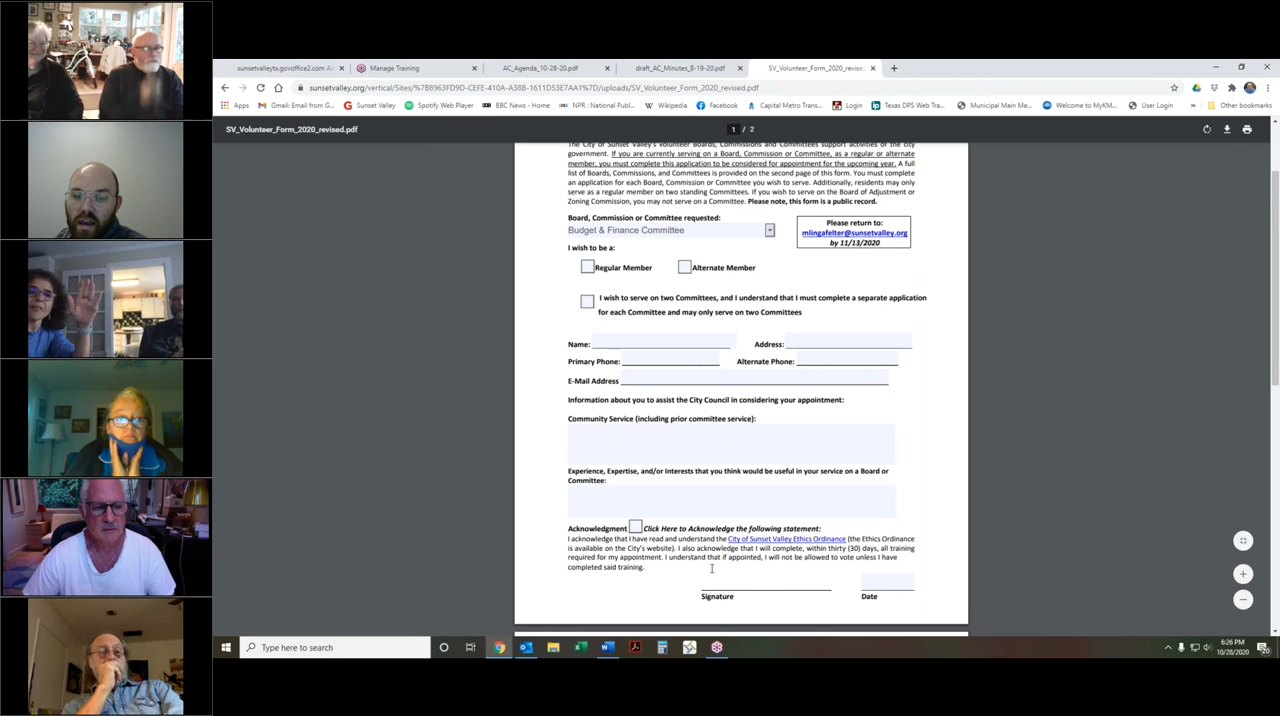 sunsetvalleytx.govoffice2.com A
Manage Training
AC_Agenda_10-28-20.pdf
draft_AC_Minutes_8-19-20.pdf
SV_Volunteer_Form_2020_revised
sunsetvalley.org/vertical/Sites/%7B8963FD9D-CEFE-410A-A38B-1611D53E7AA1%7D/uploads/SV_Volunteer_Form_2020_revised.pdf
Apps
Gmail: Email from G...
Sunset Valley
Spotify Web Player
BBC News - Home
NPR : National Publ...
Wikipedia
Facebook
Capital Metro Trans...
Login
Texas DPS Web Tra...
Municipal Main Me...
Welcome to MyKM...
User Login
Other bookmarks
SV_Volunteer_Form_2020_revised.pdf
1 / 2
The City of Sunset Valley's Volunteer Boards, Commissions and Committees support activities of the city
government. If you are currently serving on a Board, Commission or Committee, as a regular or alternate
member, you must complete this application to be considered for appointment for the upcoming year. A full
list of Boards, Commissions, and Committees is provided on the second page of this form. You must complete
an application for each Board, Commission or Committee you wish to serve. Additionally, residents may only
serve as a regular member on two standing Committees. If you wish to serve on the Board of Adjustment or
Zoning Commission, you may not serve on a Committee. Please note, this form is a public record.
Board, Commission or Committee requested:
Budget & Finance Committee
Please return to:
mlingafelter@sunsetvalley.org
by 11/13/2020
I wish to be a:
Regular Member
Alternate Member
I wish to serve on two Committees, and I understand that I must complete a separate application
for each Committee and may only serve on two Committees
Name:
Address:
Primary Phone:
Alternate Phone:
E-Mail Address
Information about you to assist the City Council in considering your appointment:
Community Service (including prior committee service):
Experience, Expertise, and/or Interests that you think would be useful in your service on a Board or
Committee:
Acknowledgment Click Here to Acknowledge the following statement:
I acknowledge that I have read and understand the City of Sunset Valley Ethics Ordinance (the Ethics Ordinance
is available on the City's website). I also acknowledge that I will complete, within thirty (30) days, all training
required for my appointment. I understand that if appointed, I will not be allowed to vote unless I have
completed said training.
Signature
Date
Type here to search
6:26 PM
10/28/2020
20